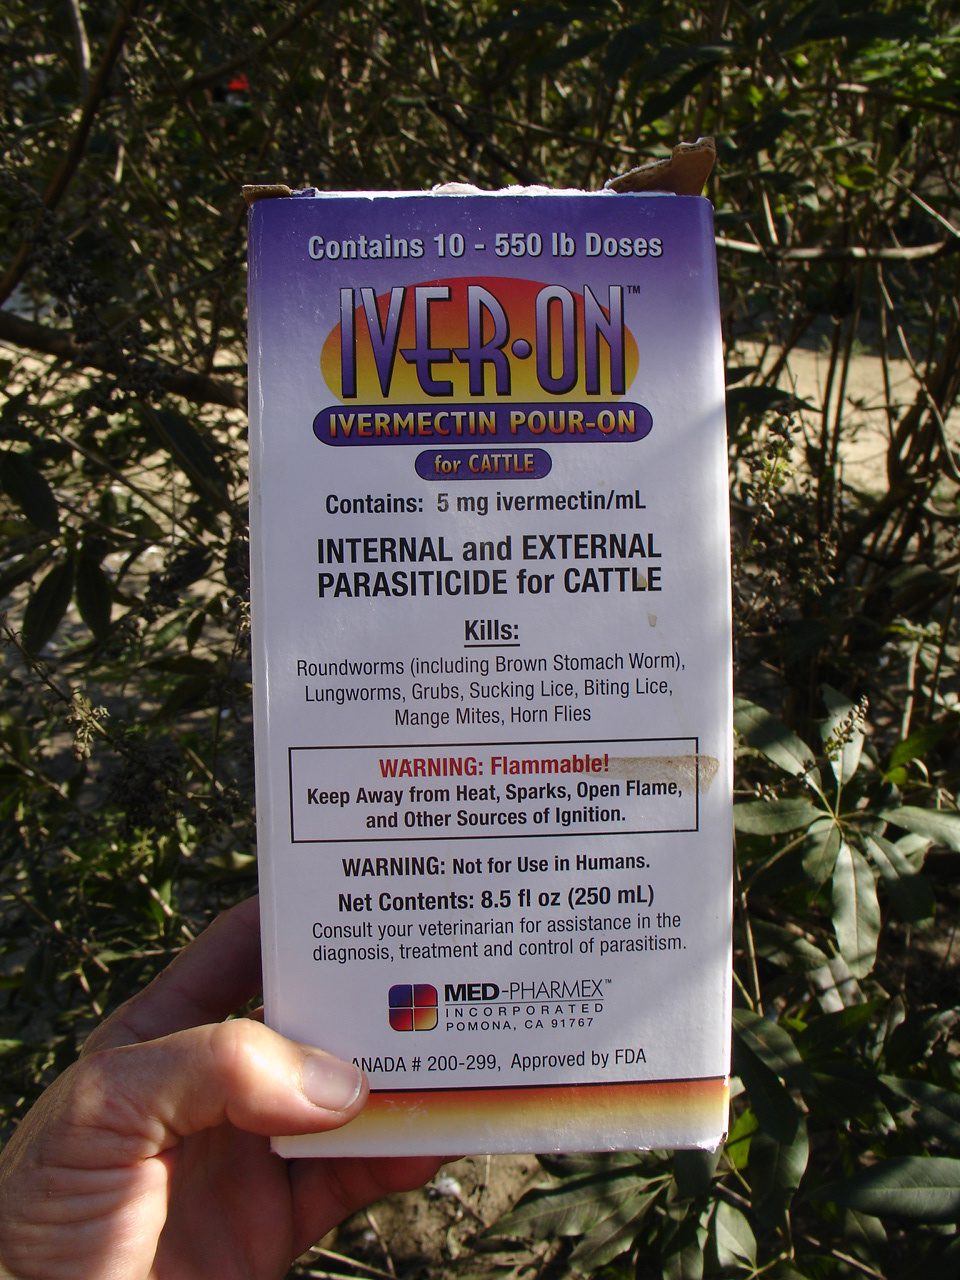 Contains 10 - 550 lb Doses
IVER·ON™
IVERMECTIN POUR-ON
for CATTLE
Contains: 5 mg ivermectin/mL
INTERNAL and EXTERNAL
PARASITICIDE for CATTLE
Kills:
Roundworms (including Brown Stomach Worm),
Lungworms, Grubs, Sucking Lice, Biting Lice,
Mange Mites, Horn Flies
WARNING: Flammable!
Keep Away from Heat, Sparks, Open Flame,
and Other Sources of Ignition.
WARNING: Not for Use in Humans.
Net Contents: 8.5 fl oz (250 mL)
Consult your veterinarian for assistance in the
diagnosis, treatment and control of parasitism.
MED-PHARMEX™
INCORPORATED
POMONA, CA 91767
ANADA # 200-299, Approved by FDA